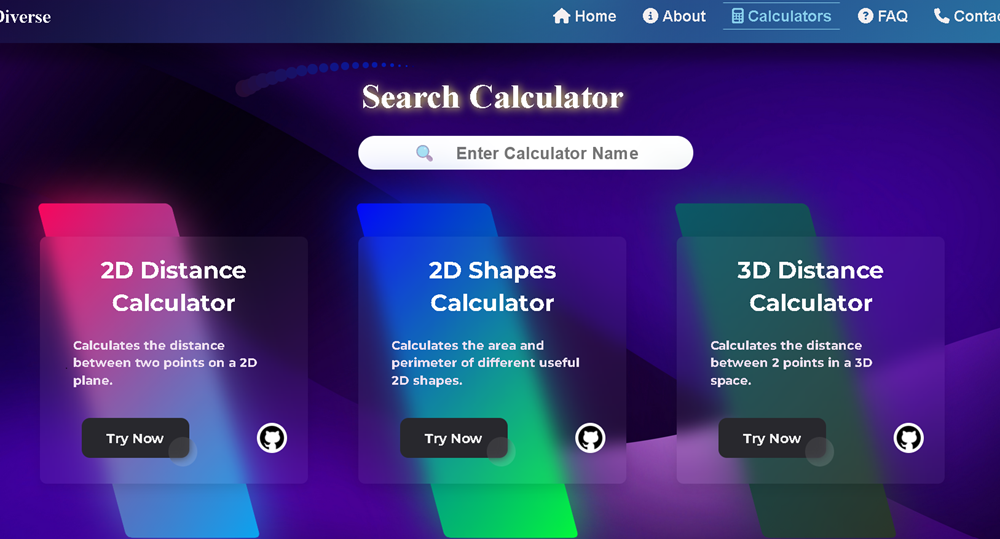 Diverse
Home
About
Calculators
FAQ
Search Calculator
Enter Calculator Name
2D Distance
Calculator
Calculates the distance
between two points on a 2D
plane.
Try Now
2D Shapes
Calculator
Calculates the area and
perimeter of different useful
2D shapes.
Try Now
3D Distance
Calculator
Calculates the distance
between 2 points in a 3D
space.
Try Now